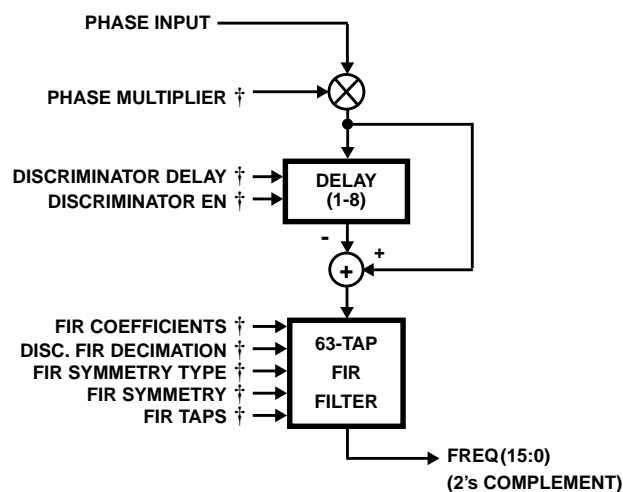 PHASE INPUT
PHASE MULTIPLIER †
DISCRIMINATOR DELAY †
DISCRIMINATOR EN †
DELAY
(1-8)
-
+
+
FIR COEFFICIENTS †
DISC. FIR DECIMATION †
FIR SYMMETRY TYPE †
FIR SYMMETRY †
FIR TAPS †
63-TAP
FIR
FILTER
FREQ(15:0)
(2's COMPLEMENT)